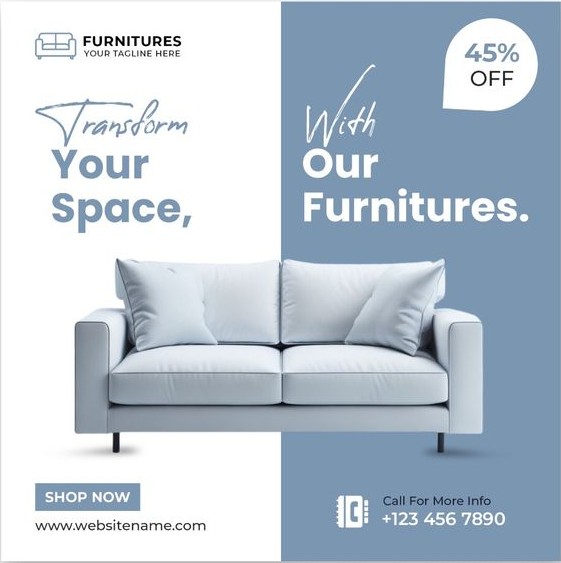 FURNITURES
YOUR TAGLINE HERE
45%
OFF
Transform
Your
Space,
With
Our
Furnitures.
SHOP NOW
www.websitename.com
Call For More Info
+123 456 7890